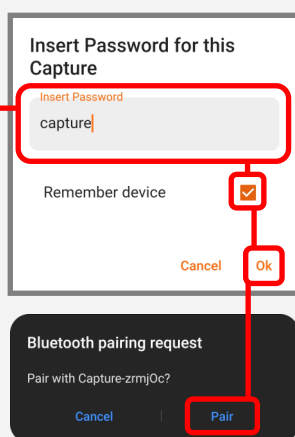 Insert Password for this
Capture
Insert Password
capture
Remember device
Cancel Ok
Bluetooth pairing request
Pair with Capture-zrmjOc?
Cancel Pair